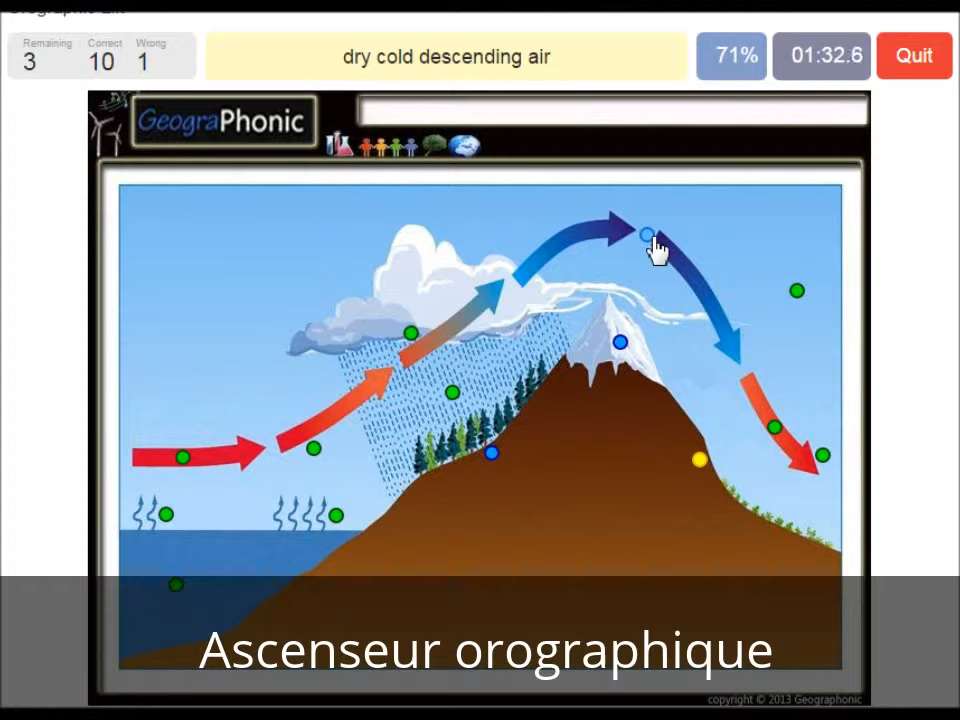 Remaining
Correct
Wrong
3
10
1
dry cold descending air
71%
01:32.6
Quit
GeograPhonic
Ascenseur orographique
copyright © 2013 Geographonic